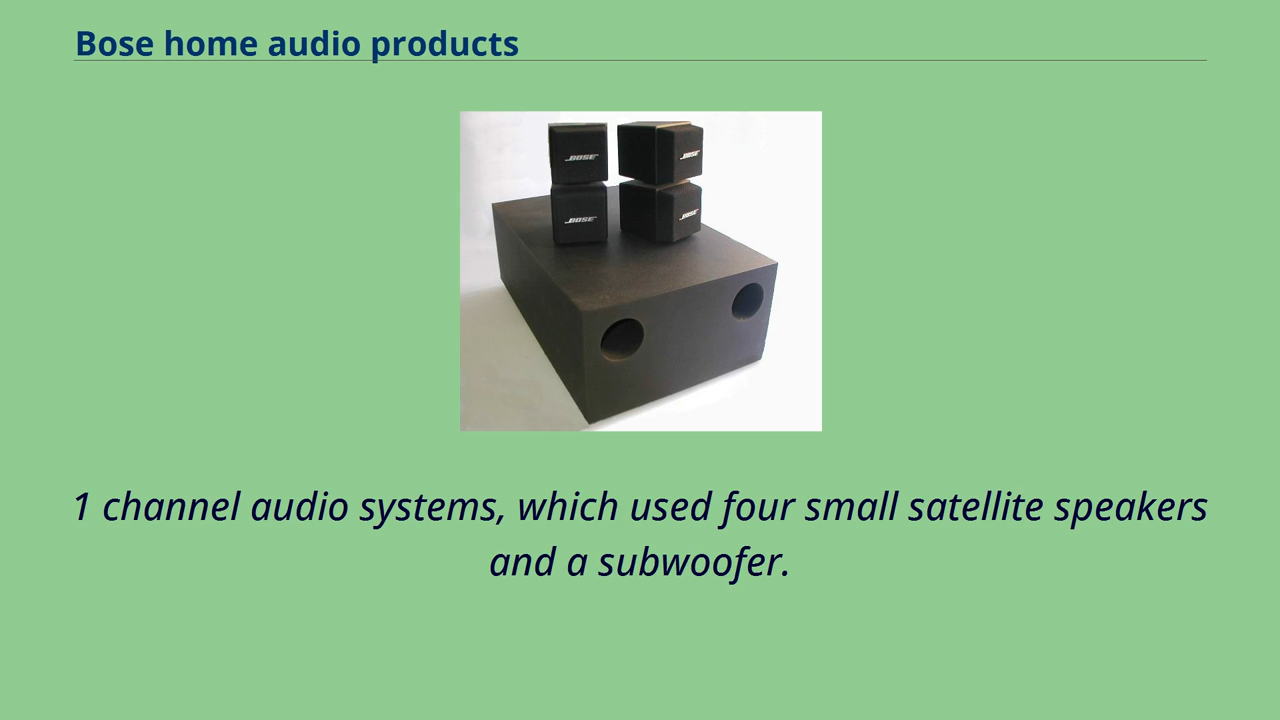 Bose home audio products
BOSE
BOSE
BOSE
BOSE
1 channel audio systems, which used four small satellite speakers
and a subwoofer.